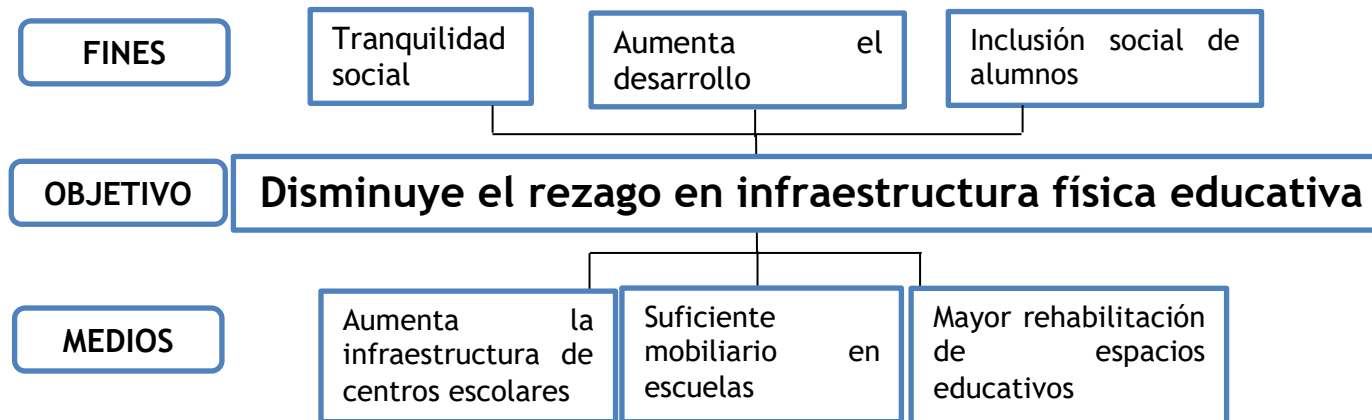 FINES
Tranquilidad
social
Aumenta el
desarrollo
Inclusión social de
alumnos
OBJETIVO
Disminuye el rezago en infraestructura física educativa
MEDIOS
Aumenta la
infraestructura de
centros escolares
Suficiente
mobiliario en
escuelas
Mayor rehabilitación
de espacios
educativos